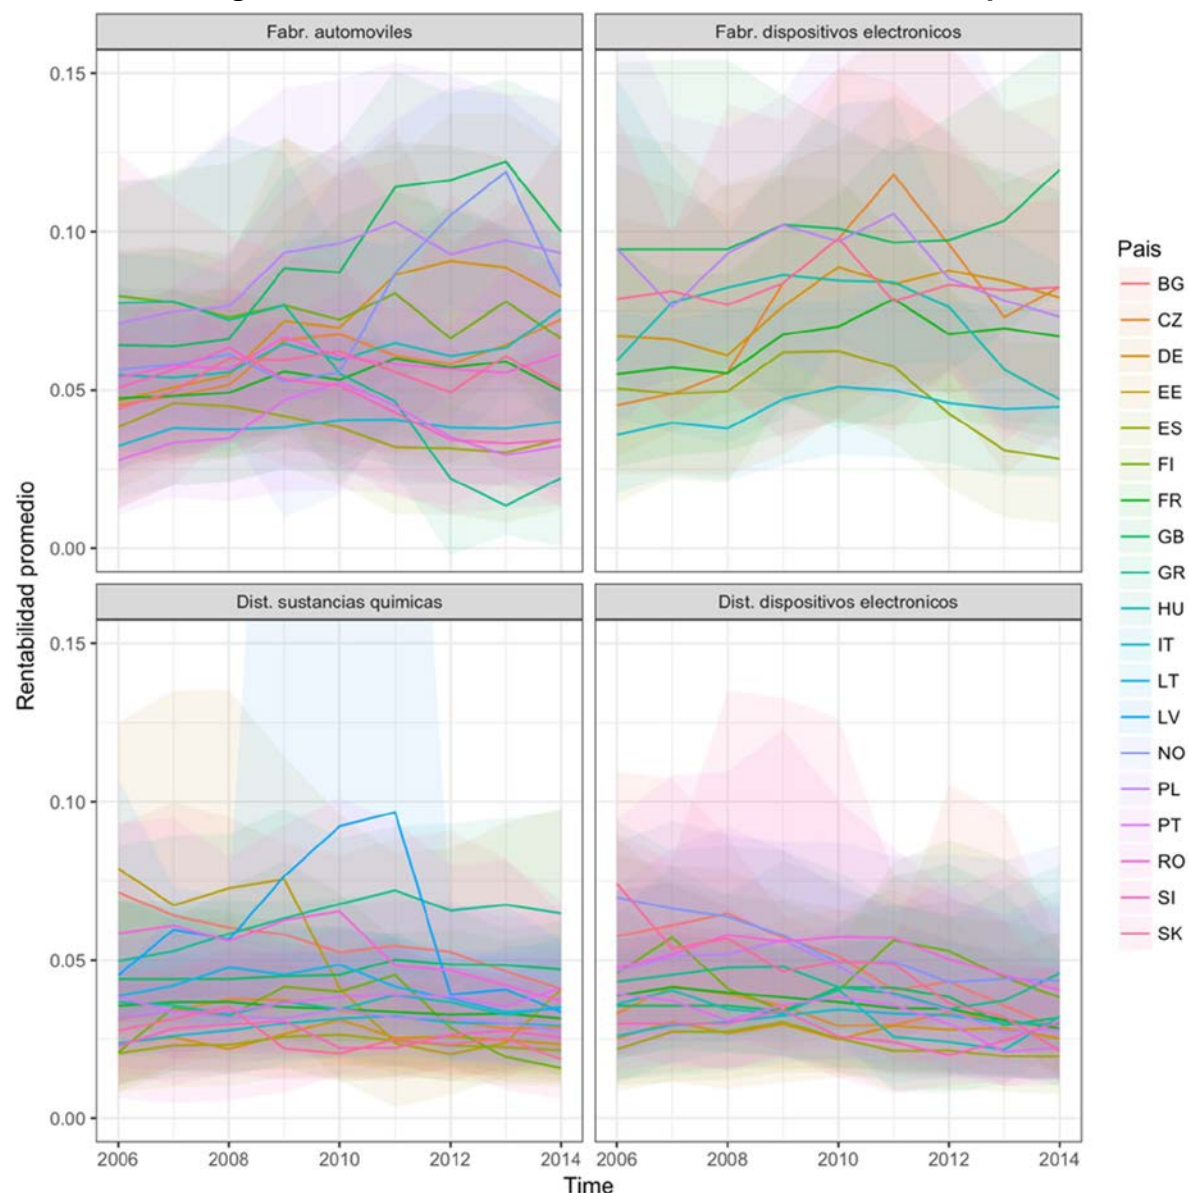 Fabr. automoviles
Fabr. dispositivos electronicos
0.15
0.10
0.05
0.00
Dist. sustancias quimicas
Dist. dispositivos electronicos
0.15
0.10
0.05
0.00
2006
2008
2010
2012
2014
2006
2008
2010
2012
2014
Time
Rentabilidad promedio
Pais
BG
CZ
DE
EE
ES
FI
FR
GB
GR
HU
IT
LT
LV
NO
PL
PT
RO
SI
SK